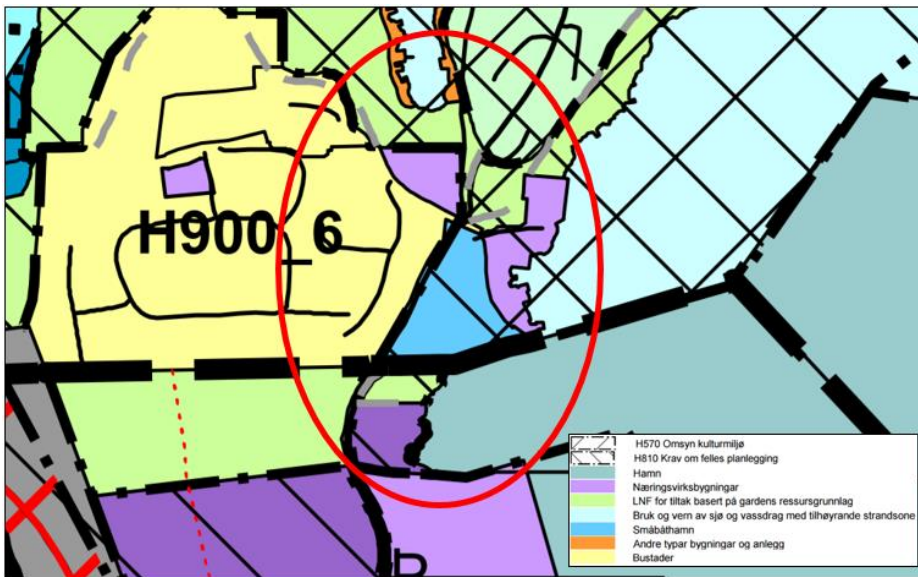 H900_6
H570 Omsyn kulturmiljø
H810 Krav om felles planlegging
Hamn
Næringsvirksbygningar
LNF for tiltak basert på gardens ressursgrunnlag
Bruk og vern av sjø og vassdrag med tilhøyrande strandsone
Småbåthamn
Andre typar bygningar og anlegg
Bustader